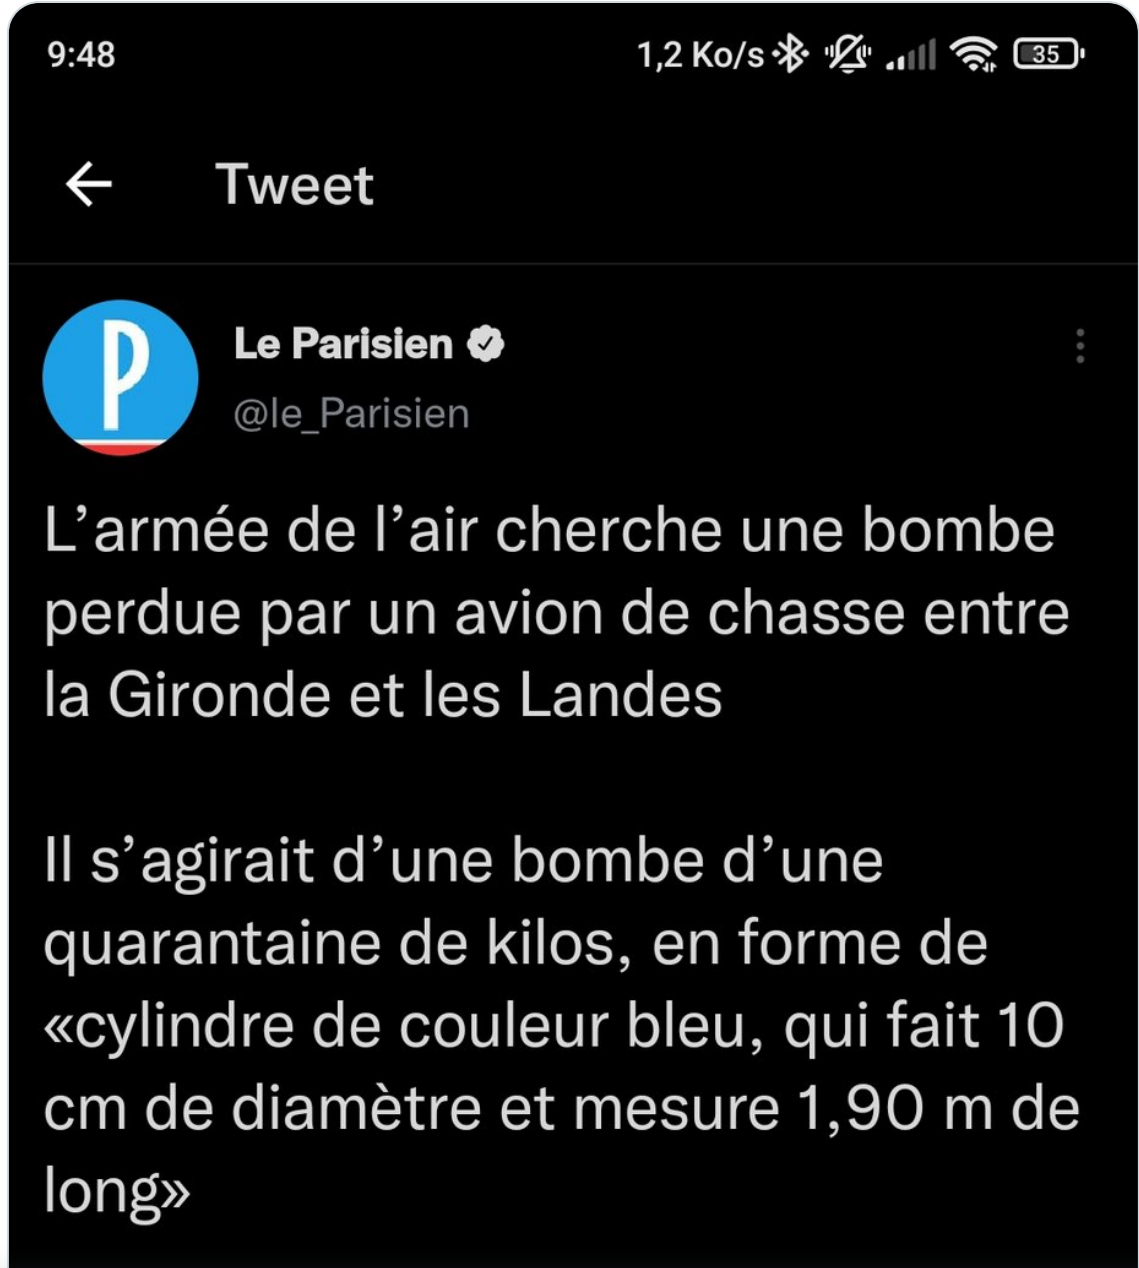 9:48 1,2 Ko/s 35
Tweet
P
Le Parisien
@le_Parisien
L’armée de l’air cherche une bombe
perdue par un avion de chasse entre
la Gironde et les Landes
Il s’agirait d’une bombe d’une
quarantaine de kilos, en forme de
«cylindre de couleur bleu, qui fait 10
cm de diamètre et mesure 1,90 m de
long»